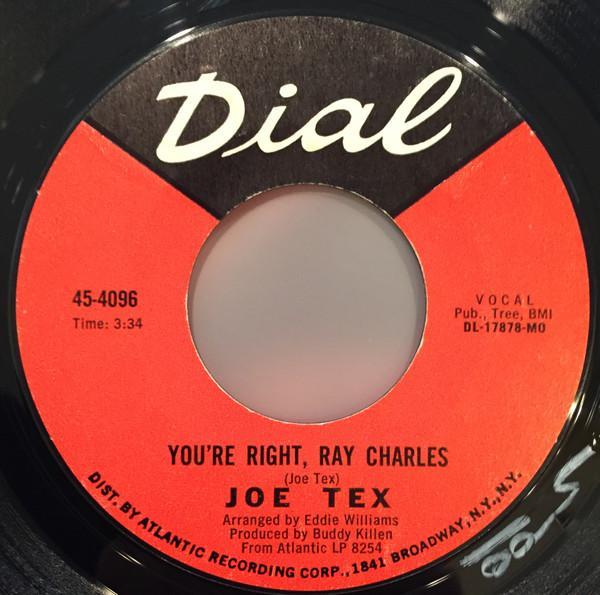 Dial
45-4096
Time: 3:34
VOCAL
Pub., Tree, BMI
DL-17878-MO
YOU'RE RIGHT, RAY CHARLES
(Joe Tex)
JOE TEX
Arranged by Eddie Williams
Produced by Buddy Killen
From Atlantic LP 8254
DIST. BY ATLANTIC RECORDING CORP., 1841 BROADWAY, N.Y., N.Y.